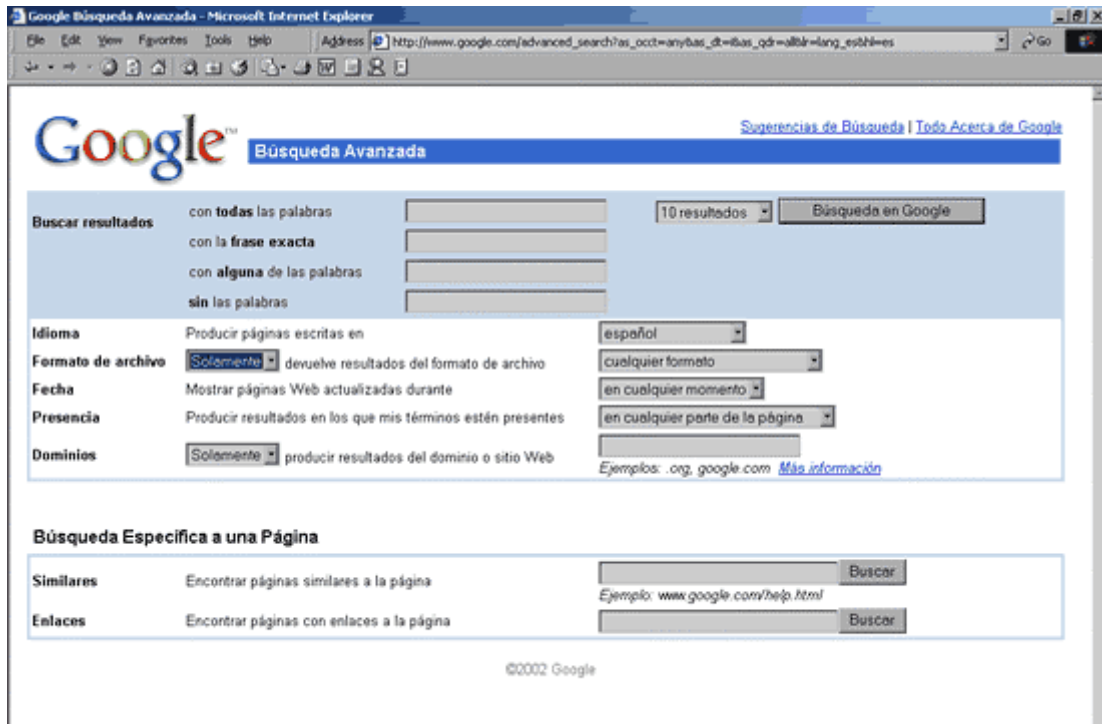 Google Búsqueda Avanzada - Microsoft Internet Explorer
File Edit View Favorites Tools Help Address http://www.google.com/advanced_search?as_occt=any&as_dt=i&as_qdr=all&lr=lang_es&hl=es Go
Google™
Sugerencias de Búsqueda | Todo Acerca de Google
Búsqueda Avanzada
Buscar resultados
con todas las palabras 10 resultados Búsqueda en Google
con la frase exacta
con alguna de las palabras
sin las palabras
Idioma Producir páginas escritas en español
Formato de archivo Solamente devuelve resultados del formato de archivo cualquier formato
Fecha Mostrar páginas Web actualizadas durante en cualquier momento
Presencia Producir resultados en los que mis términos estén presentes en cualquier parte de la página
Dominios Solamente producir resultados del dominio o sitio Web
Ejemplos: .org, google.com Más información
Búsqueda Específica a una Página
Similares Encontrar páginas similares a la página Buscar
Ejemplo: www.google.com/help.html
Enlaces Encontrar páginas con enlaces a la página Buscar
©2002 Google